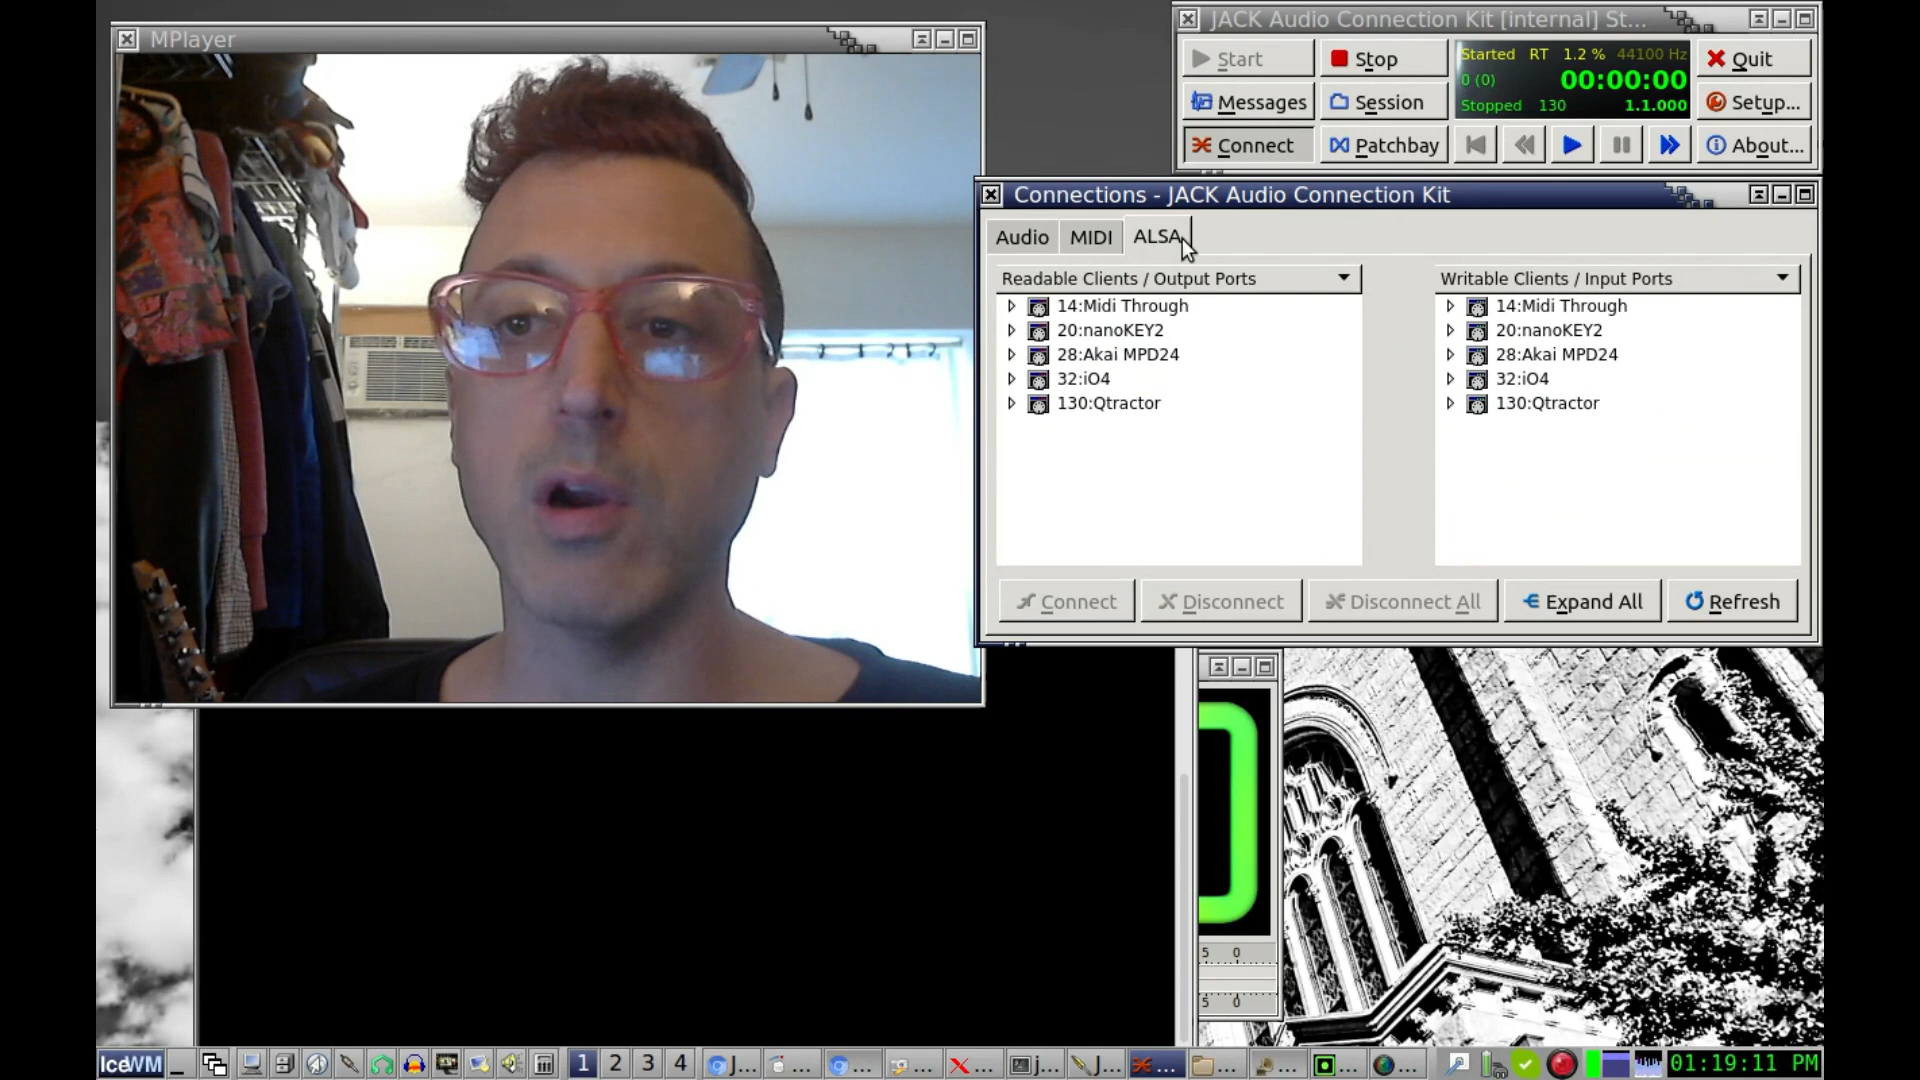 MPlayer
JACK Audio Connection Kit [internal] St...
Start
Stop
Started RT 1.2 % 44100 Hz
Quit
0 (0) 00:00:00
Messages
Session
Stopped 130 1.1.000
Setup...
Connect
Patchbay
About...
Connections - JACK Audio Connection Kit
Audio
MIDI
ALSA
Readable Clients / Output Ports
14:Midi Through
20:nanoKEY2
28:Akai MPD24
32:iO4
130:Qtractor
Writable Clients / Input Ports
14:Midi Through
20:nanoKEY2
28:Akai MPD24
32:iO4
130:Qtractor
Connect
Disconnect
Disconnect All
Expand All
Refresh
5 0
5 0
IceWM
1 2 3 4
J...
...
...
...
...
j...
J...
...
...
...
...
...
01:19:11 PM